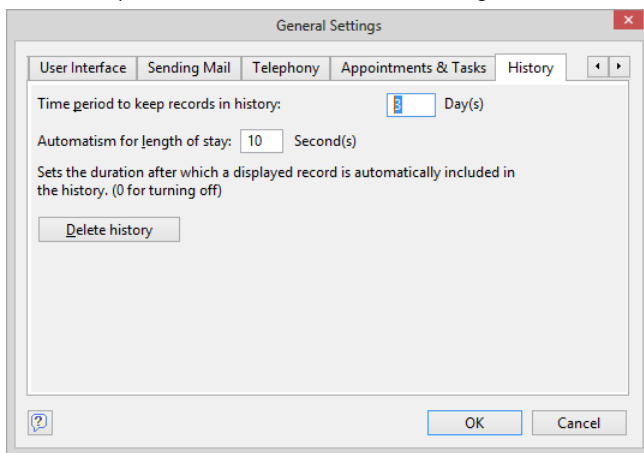 General Settings
User Interface Sending Mail Telephony Appointments & Tasks History
Time period to keep records in history: 3 Day(s)
Automatism for length of stay: 10 Second(s)
Sets the duration after which a displayed record is automatically included in
the history. (0 for turning off)
Delete history
OK Cancel